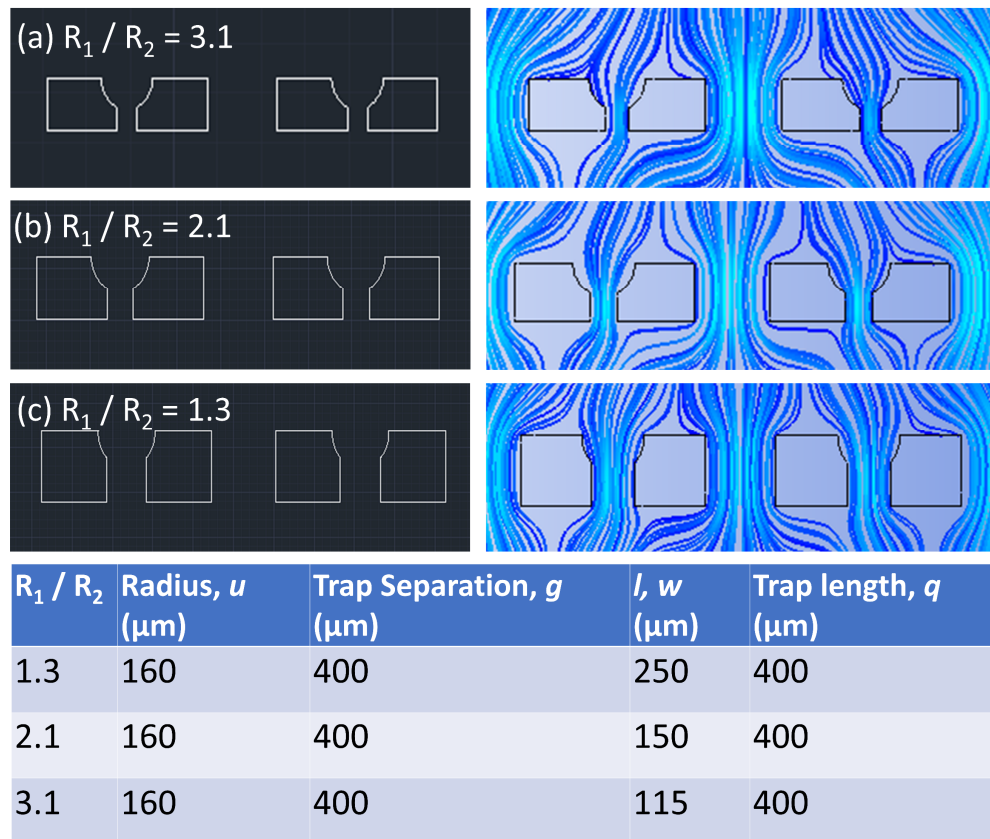 (a) R₁ / R₂ = 3.1
(b) R₁ / R₂ = 2.1
(c) R₁ / R₂ = 1.3
R₁ / R₂ Radius, u (µm) Trap Separation, g (µm) l, w (µm) Trap length, q (µm)
1.3 160 400 250 400
2.1 160 400 150 400
3.1 160 400 115 400